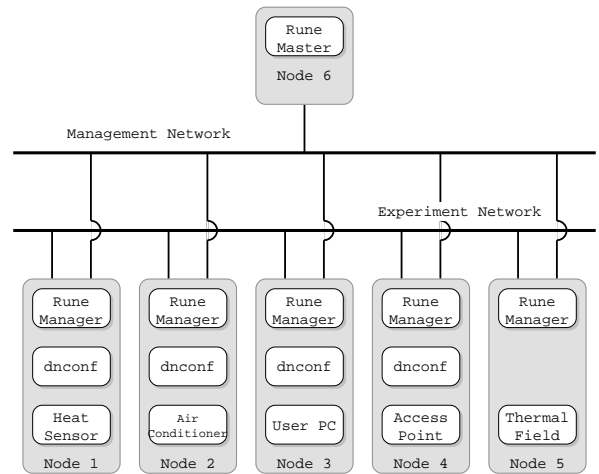 Rune
Master
Node 6
Management Network
Experiment Network
Rune
Manager
dnconf
Heat
Sensor
Node 1
Rune
Manager
dnconf
Air
Conditioner
Node 2
Rune
Manager
dnconf
User PC
Node 3
Rune
Manager
dnconf
Access
Point
Node 4
Rune
Manager
Thermal
Field
Node 5